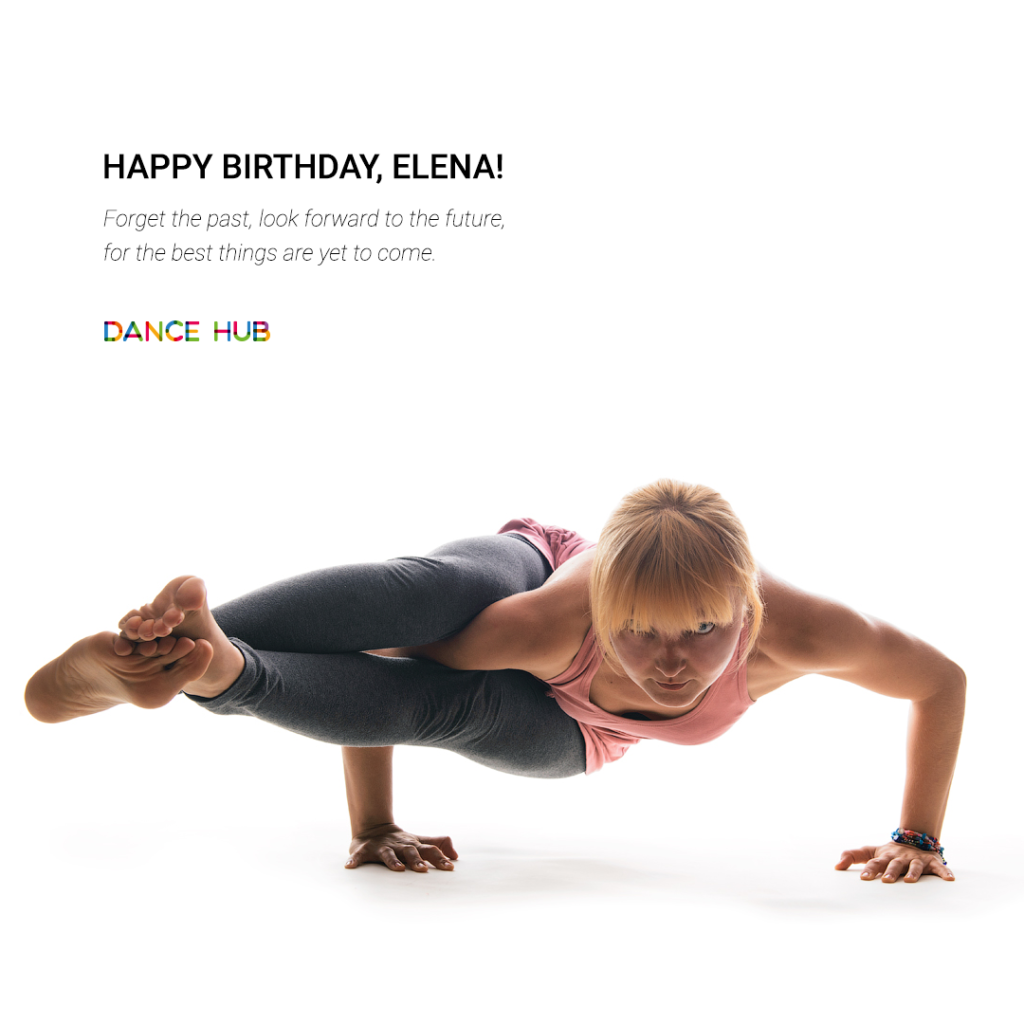 HAPPY BIRTHDAY, ELENA!
Forget the past, look forward to the future,
for the best things are yet to come.
DANCE HUB